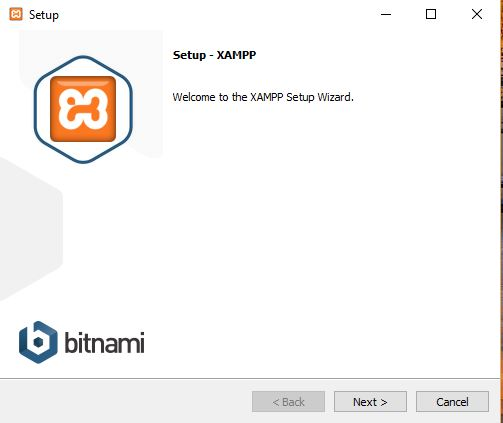 Setup
Setup - XAMPP
Welcome to the XAMPP Setup Wizard.
bitnami
< Back
Next >
Cancel